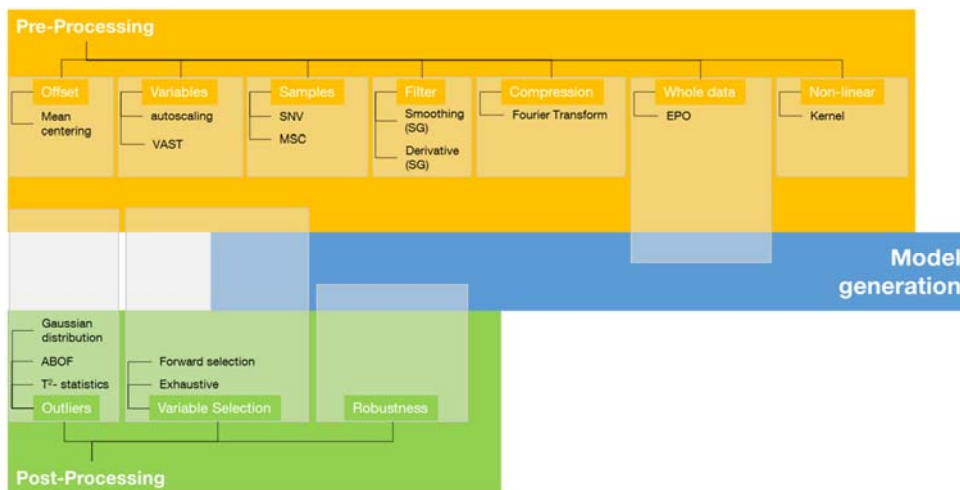 Pre-Processing
Offset
Mean
centering
Variables
autoscaling
VAST
Samples
SNV
MSC
Filter
Smoothing
(SG)
Derivative
(SG)
Compression
Fourier Transform
Whole data
EPO
Non-linear
Kernel
Model
generation
Gaussian
distribution
ABOF
T²- statistics
Outliers
Forward selection
Exhaustive
Variable Selection
Robustness
Post-Processing